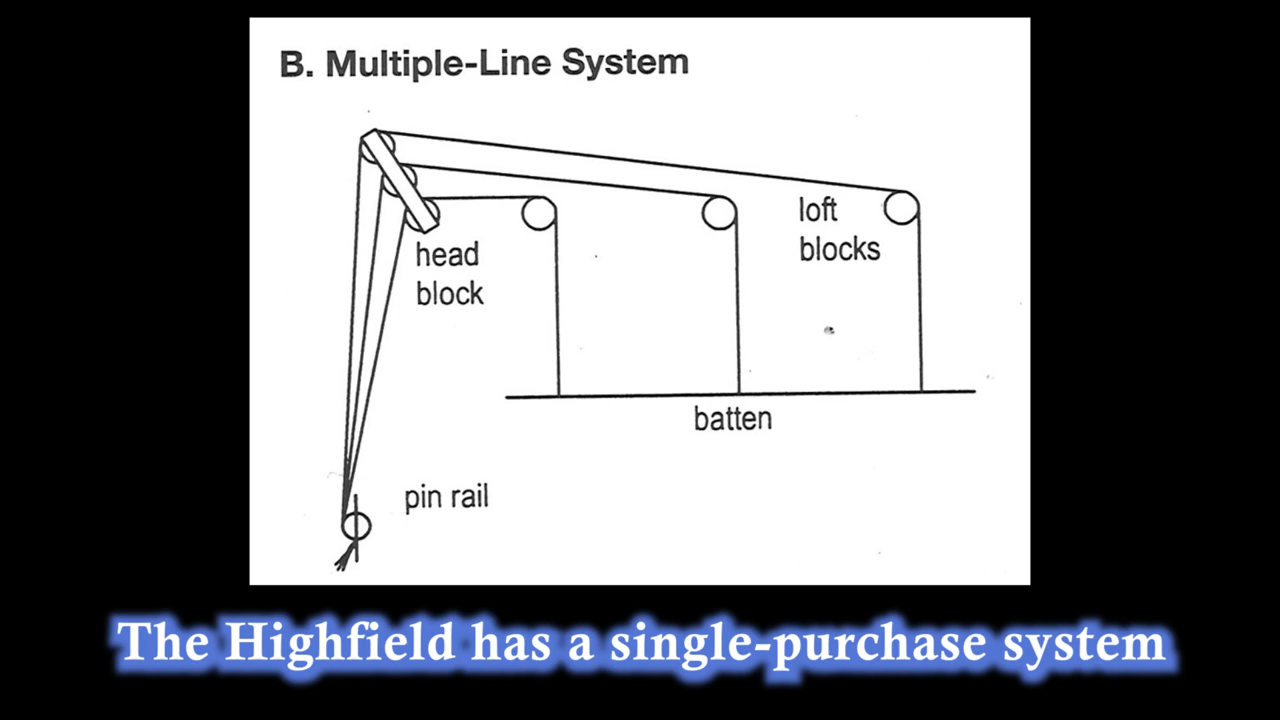 B. Multiple-Line System
loft
blocks
head
block
batten
pin rail
The Highfield has a single-purchase system